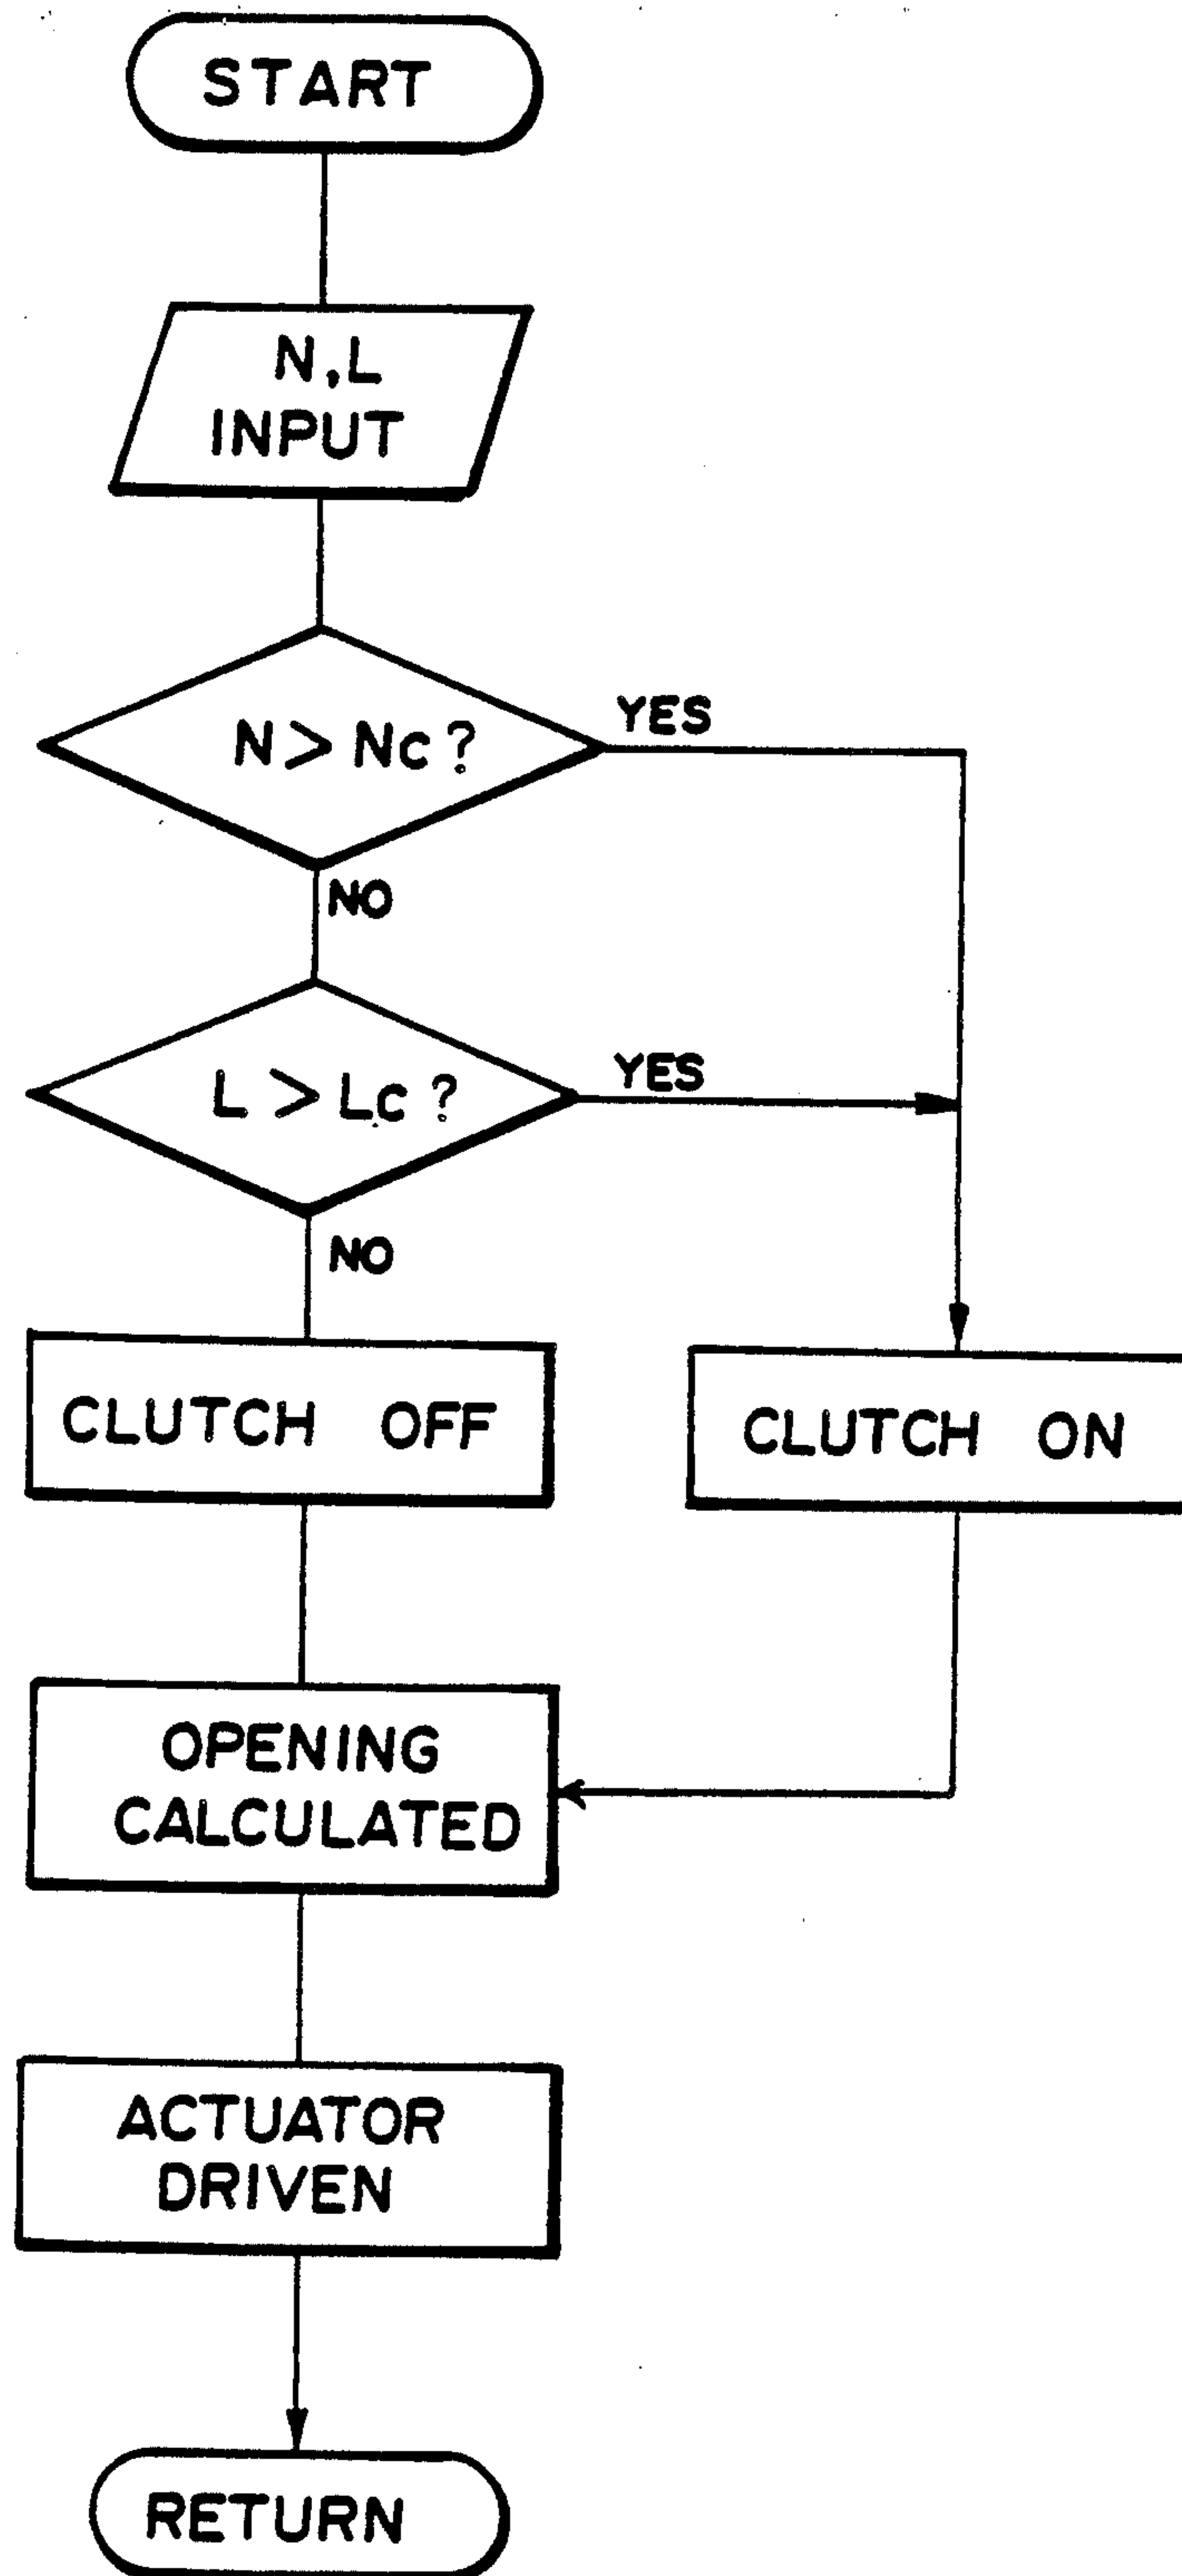 START
N,L
INPUT
N > Nc ?
YES
NO
L > Lc ?
YES
NO
CLUTCH OFF
CLUTCH ON
OPENING
CALCULATED
ACTUATOR
DRIVEN
RETURN